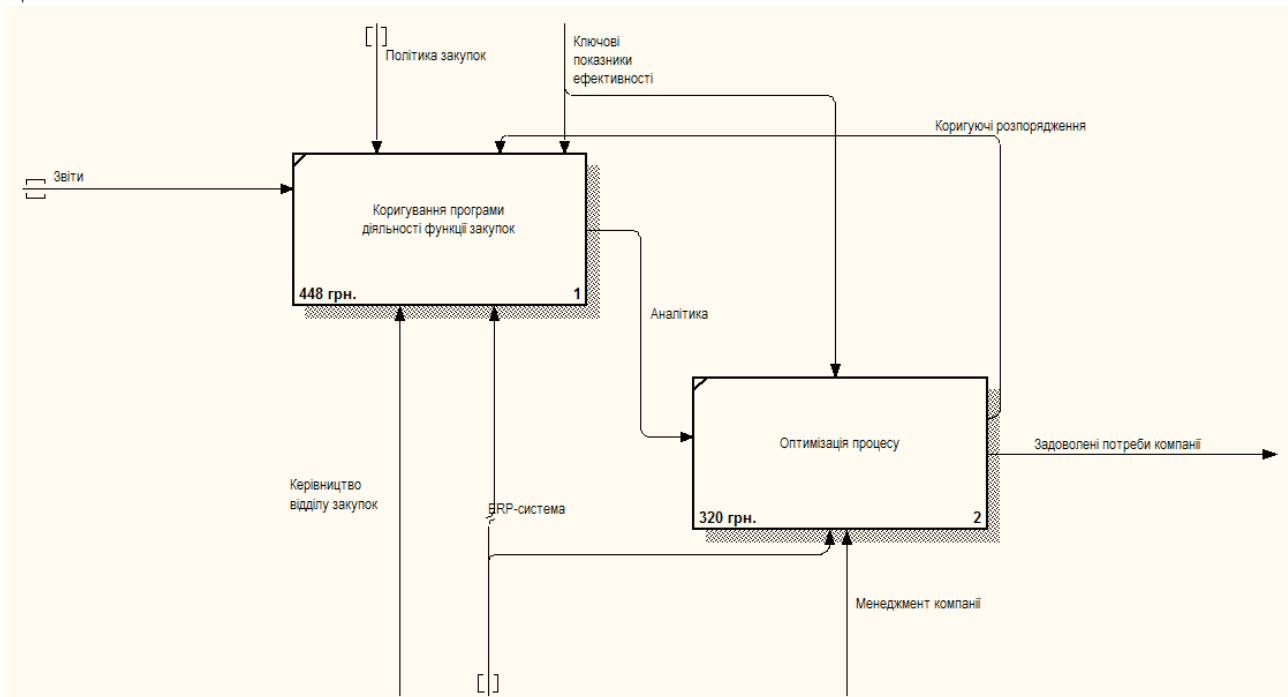 Політика закупок
Ключові
показники
ефективності
Коригуючі розпорядження
Звіти
Коригування програми
діяльності функції закупок
448 грн.
1
Аналітика
Оптимізація процесу
320 грн.
2
Задоволені потреби компанії
Керівництво
відділу закупок
ERP-система
Менеджмент компанії